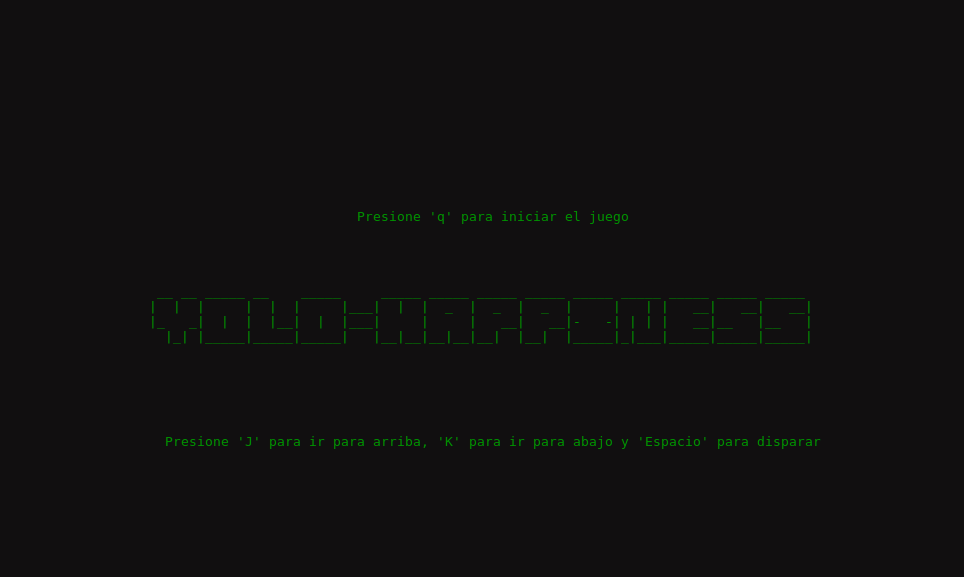 Presione 'q' para iniciar el juego
YOLO-HAPPINESS
Presione 'J' para ir para arriba, 'K' para ir para abajo y 'Espacio' para disparar